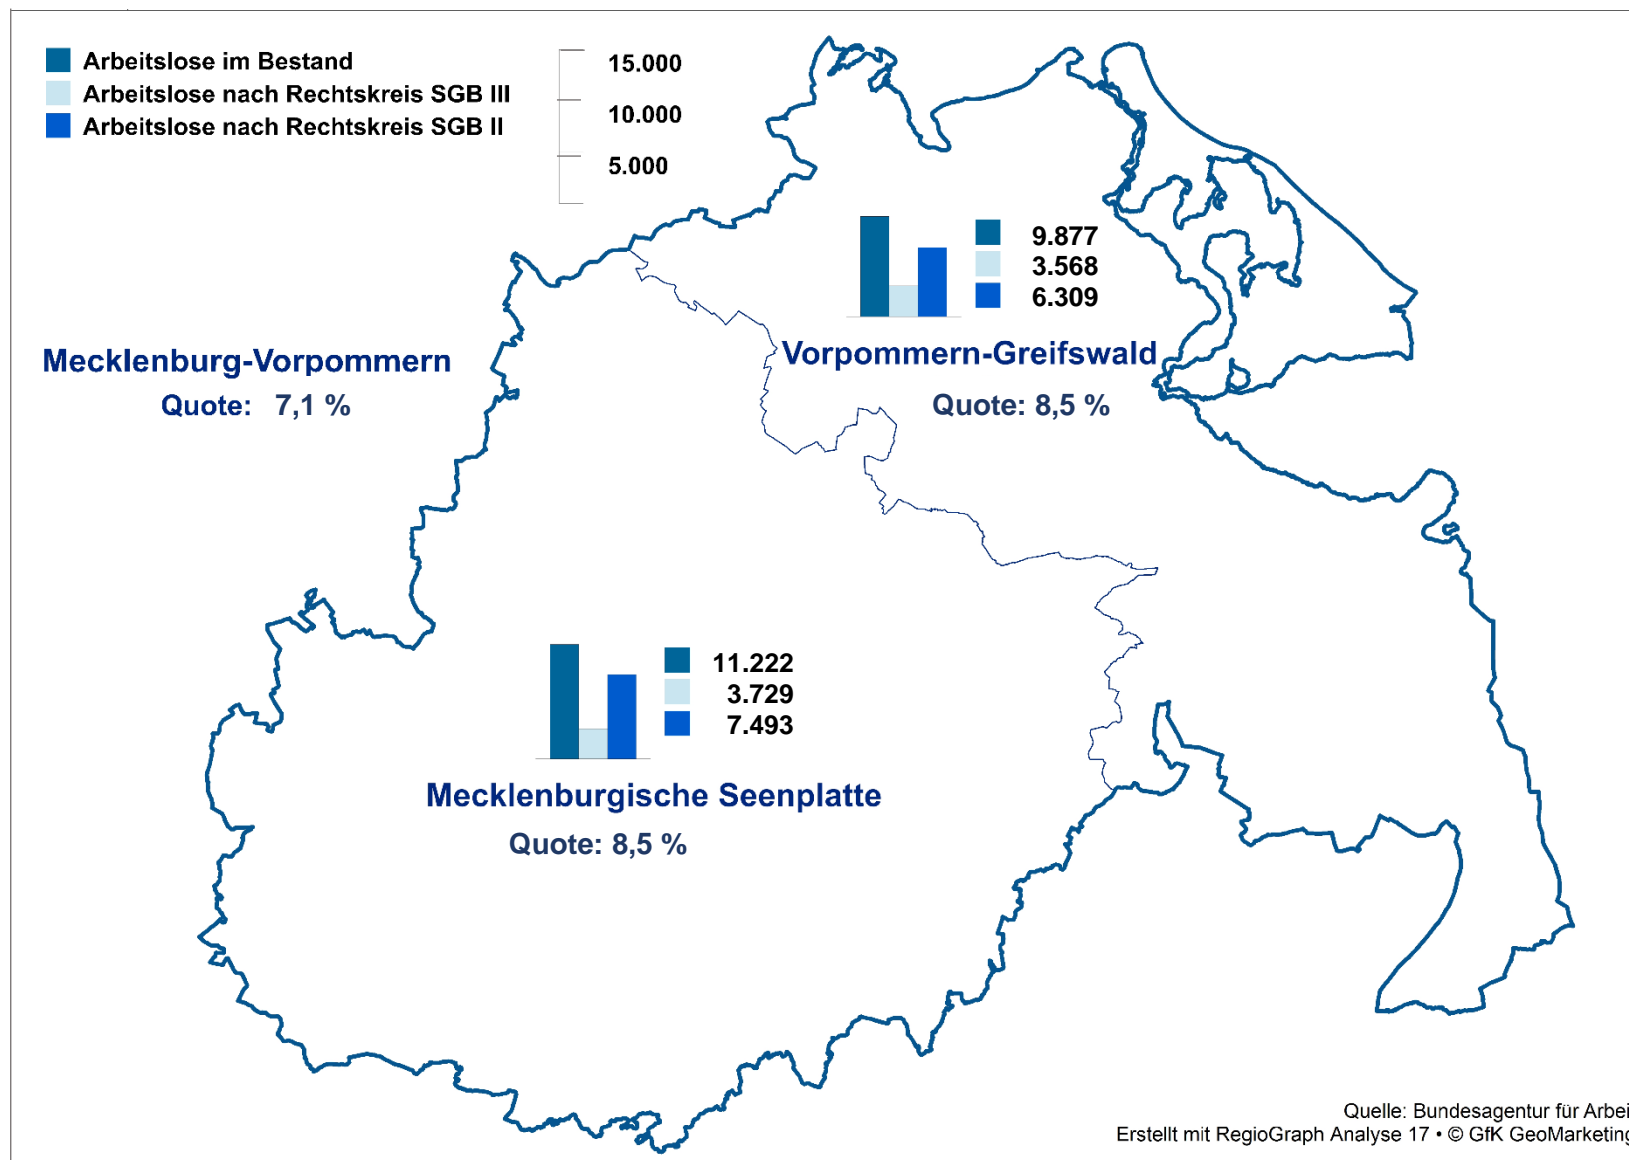 Arbeitslose im Bestand
Arbeitslose nach Rechtskreis SGB III
Arbeitslose nach Rechtskreis SGB II
15.000
10.000
5.000
9.877
3.568
6.309
Vorpommern-Greifswald
Quote: 8,5 %
Mecklenburg-Vorpommern
Quote: 7,1 %
11.222
3.729
7.493
Mecklenburgische Seenplatte
Quote: 8,5 %
Quelle: Bundesagentur für Arbei
Erstellt mit RegioGraph Analyse 17 • © GfK GeoMarketing